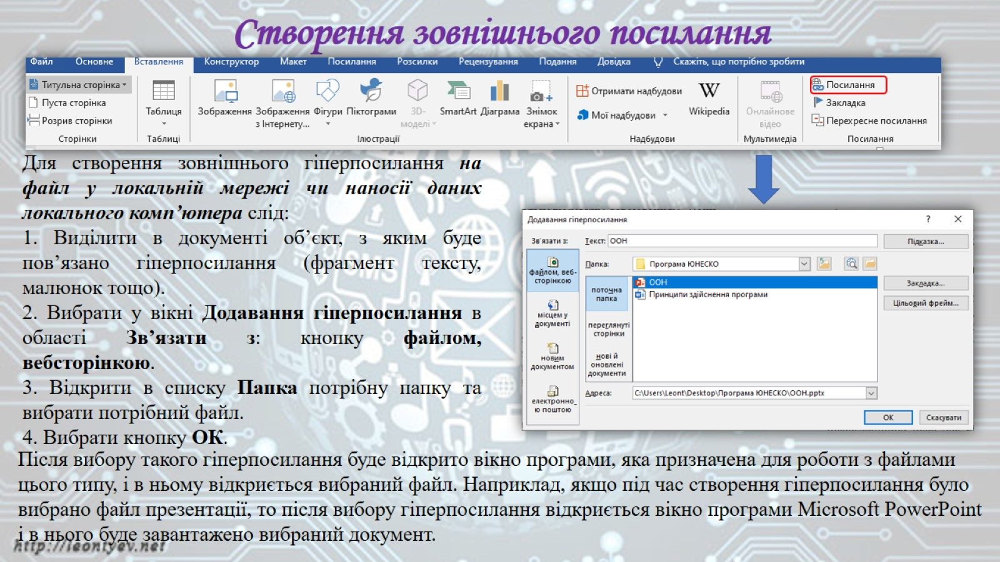 Створення зовнішнього посилання
Файл Основне Вставлення Конструктор Макет Посилання Розсилки Рецензування Подання Довідка Скажіть, що потрібно зробити
Титульна сторінка
Пуста сторінка
Розрив сторінки
Сторінки
Таблиця
Таблиці
Зображення
Зображення
з Інтернету...
Фігури
Піктограми
3D-
моделі
SmartArt
Діаграма
Знімок
екрана
Ілюстрації
Отримати надбудови
Мої надбудови
Wikipedia
Надбудови
Онлайнове
відео
Мультимедіа
Посилання
Закладка
Перехресне посилання
Посилання
Для створення зовнішнього гіперпосилання на
файл у локальній мережі чи наносії даних
локального комп’ютера слід:
1. Виділити в документі об’єкт, з яким буде
пов’язано гіперпосилання (фрагмент тексту,
малюнок тощо).
2. Вибрати у вікні Додавання гіперпосилання в
області Зв’язати з: кнопку файлом,
вебсторінкою.
3. Відкрити в списку Папка потрібну папку та
вибрати потрібний файл.
4. Вибрати кнопку ОК.
Додавання гіперпосилання ?
Зв'язати з:
Текст: ООН
Підказка...
файлом, веб-
сторінкою
місцем у
документі
новим
документом
електронно_
ю поштою
Папка: Програма ЮНЕСКО
поточна
папка
переглянуті
сторінки
нові й
оновлені
документи
ООН
Принципи здійснення програми
Закладка...
Цільовий фрейм...
Адреса: C:\Users\Leont\Desktop\Програма ЮНЕСКО\ООН.pptx
ОК Скасувати
Після вибору такого гіперпосилання буде відкрито вікно програми, яка призначена для роботи з файлами
цього типу, і в ньому відкриється вибраний файл. Наприклад, якщо під час створення гіперпосилання було
вибрано файл презентації, то після вибору гіперпосилання відкриється вікно програми Microsoft PowerPoint
і в нього буде завантажено вибраний документ.
http://leontyev.net